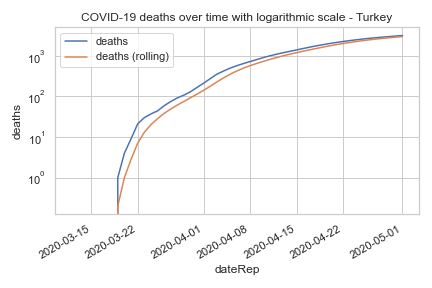 COVID-19 deaths over time with logarithmic scale - Turkey
deaths
deaths (rolling)
10³
10²
10¹
10⁰
deaths
2020-03-15
2020-03-22
2020-04-01
2020-04-08
2020-04-15
2020-04-22
2020-05-01
dateRep